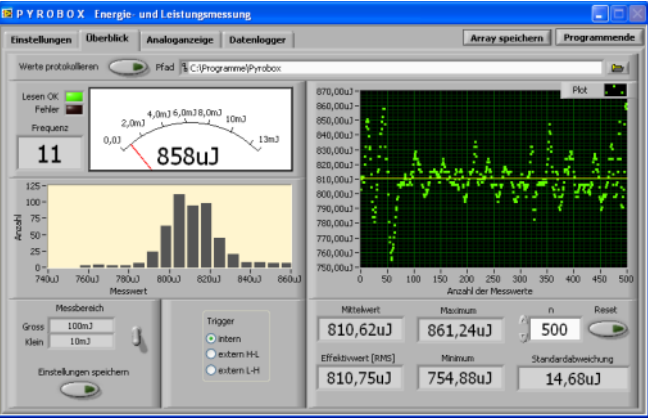 PYROBOX Energie- und Leistungsmessung
Einstellungen Überblick Analoganzeige Datenlogger Array speichern Programmende
Werte protokollieren Pfad C:\Programme\Pyrobox
Lesen OK
Fehler
Frequenz
11
0,0J 2,0mJ 4,0mJ 6,0mJ 8,0mJ 10mJ 13mJ
858uJ
Anzahl
125
100
75
50
25
0
740uJ 760uJ 780uJ 800uJ 820uJ 840uJ 860uJ
Messwert
Plot
870,00uJ
860,00uJ
850,00uJ
840,00uJ
830,00uJ
820,00uJ
810,00uJ
800,00uJ
790,00uJ
780,00uJ
770,00uJ
760,00uJ
750,00uJ
0 50 100 150 200 250 300 350 400 450 500
Anzahl der Messwerte
Messbereich
Gross 100mJ
Klein 10mJ
Einstellungen speichern
Trigger
intern
extern H-L
extern L-H
Mittelwert Maximum n Reset
810,62uJ 861,24uJ 500
Effektivwert [RMS] Minimum Standardabweichung
810,75uJ 754,88uJ 14,68uJ